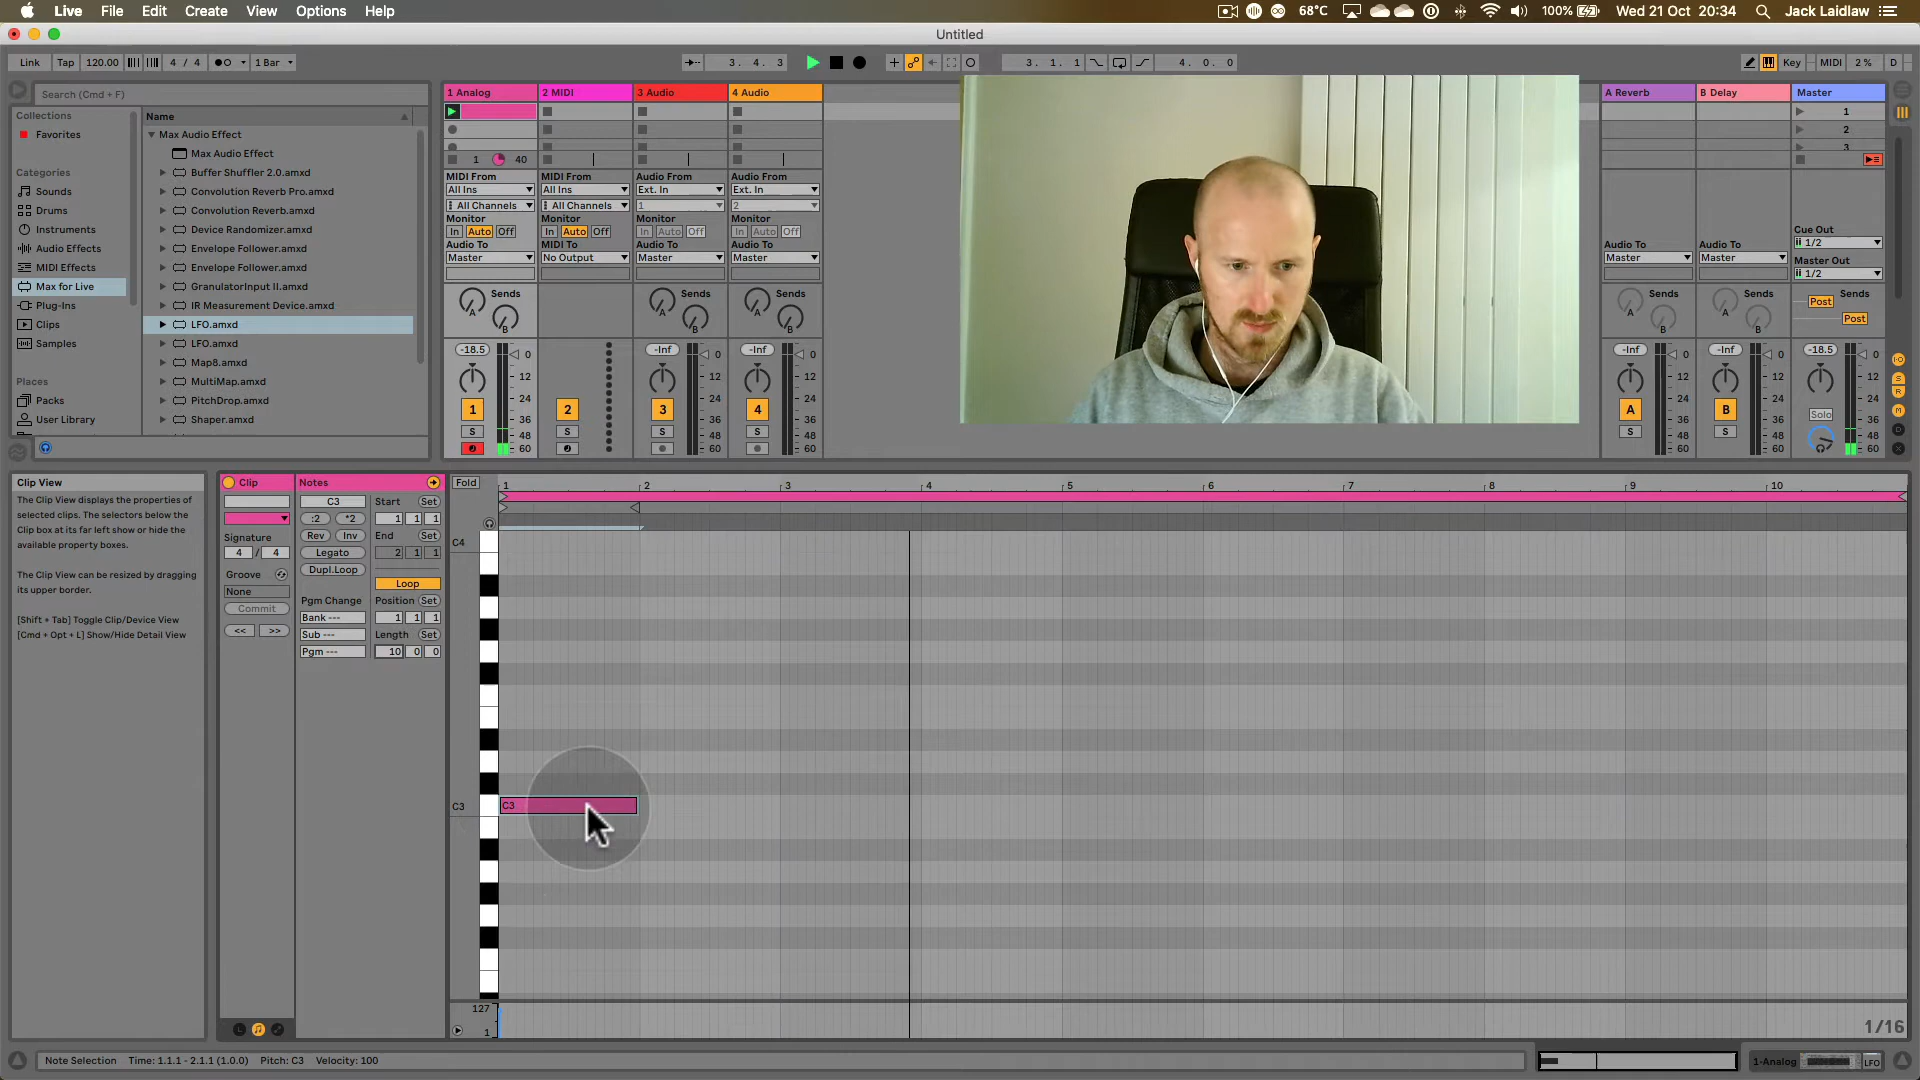 Live File Edit Create View Options Help
68°C 100% Wed 21 Oct 20:34 Jack Laidlaw
Untitled
Link Tap 120.00 4 / 4 1 Bar 3. 4. 3 3. 1. 1 4. 0. 0 Key MIDI 2 % D
Search (Cmd + F)
Collections
Favorites
Categories
Sounds
Drums
Instruments
Audio Effects
MIDI Effects
Max for Live
Plug-Ins
Clips
Samples
Places
Packs
User Library
Name
Max Audio Effect
Max Audio Effect
Buffer Shuffler 2.0.amxd
Convolution Reverb Pro.amxd
Convolution Reverb.amxd
Device Randomizer.amxd
Envelope Follower.amxd
Envelope Follower.amxd
GranulatorInput II.amxd
IR Measurement Device.amxd
LFO.amxd
LFO.amxd
Map8.amxd
MultiMap.amxd
PitchDrop.amxd
Shaper.amxd
1 Analog 2 MIDI 3 Audio 4 Audio
1 40
MIDI From MIDI From Audio From Audio From
All Ins All Ins Ext. In Ext. In
All Channels All Channels 1 2
Monitor Monitor Monitor Monitor
In Auto Off In Auto Off In Auto Off In Auto Off
Audio To MIDI To Audio To Audio To
Master No Output Master Master
Sends Sends Sends
A A A
B B B
-18.5 -Inf -Inf
0 0 0
12 12 12
24 24 24
36 36 36
48 48 48
60 60 60
1 2 3 4
S S S S
A Reverb B Delay Master
1
2
3
Cue Out
1/2
Audio To Audio To Master Out
Master Master 1/2
Sends Sends Sends
Post
Post
A A
B B
-Inf -Inf -18.5
0 0 0
12 12 12
24 24 24
36 36 36
48 48 48
60 60 60
A B Solo
S S
Clip View
The Clip View displays the properties of
selected clips. The selectors below the
Clip box at its far left show or hide the
available property boxes.
The Clip View can be resized by dragging
its upper border.
[Shift + Tab] Toggle Clip/Device View
[Cmd + Opt + L] Show/Hide Detail View
Clip
Signature
4 / 4
Groove
None
Commit
<< >>
Notes
C3 Start Set
:2 *2 1 1 1
Rev Inv End Set
Legato 2 1 1
Dupl.Loop
Loop
Pgm Change Position Set
Bank --- 1 1 1
Sub --- Length Set
Pgm --- 10 0 0
Fold 1 2 3 4 5 6 7 8 9 10
C4
C3 C3
127
1
1/16
Note Selection Time: 1.1.1 - 2.1.1 (1.0.0) Pitch: C3 Velocity: 100
1-Analog LFO